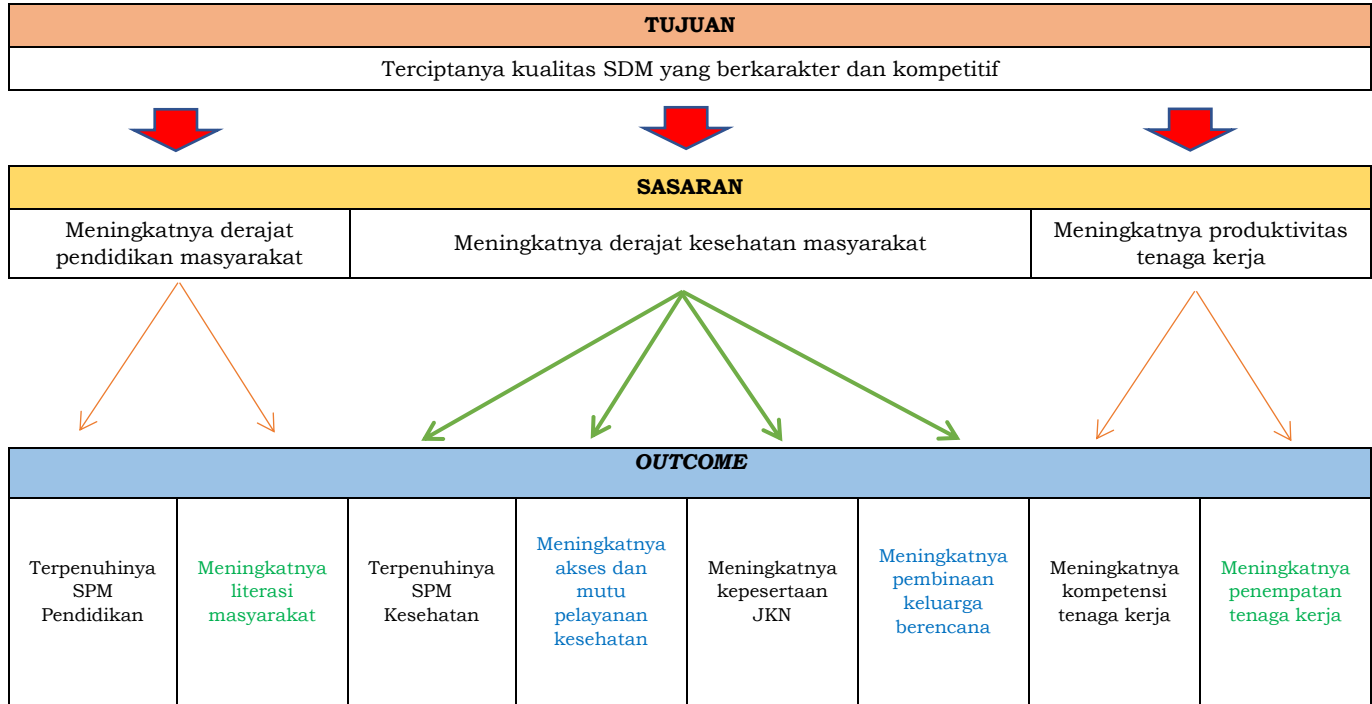 TUJUAN
Terciptanya kualitas SDM yang berkarakter dan kompetitif
SASARAN
Meningkatnya derajat
pendidikan masyarakat
Meningkatnya derajat kesehatan masyarakat
Meningkatnya produktivitas
tenaga kerja
OUTCOME
Terpenuhinya
SPM
Pendidikan
Meningkatnya
literasi
masyarakat
Terpenuhinya
SPM
Kesehatan
Meningkatnya
akses dan
mutu
pelayanan
kesehatan
Meningkatnya
kepesertaan
JKN
Meningkatnya
pembinaan
keluarga
berencana
Meningkatnya
kompetensi
tenaga kerja
Meningkatnya
penempatan
tenaga kerja